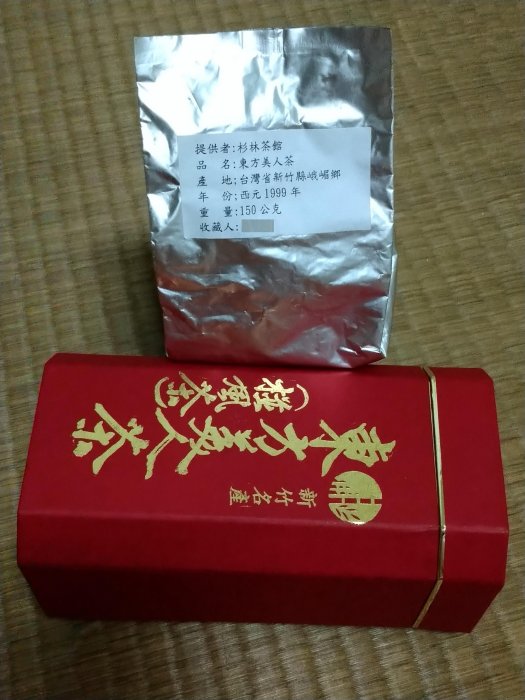 提供者:杉林茶館
品 名:東方美人茶
產 地;台灣省新竹縣峨嵋鄉
年 份;西元1999年
重 量:150公克
收藏人:
新竹名產
東方美人茶
(椪風茶)